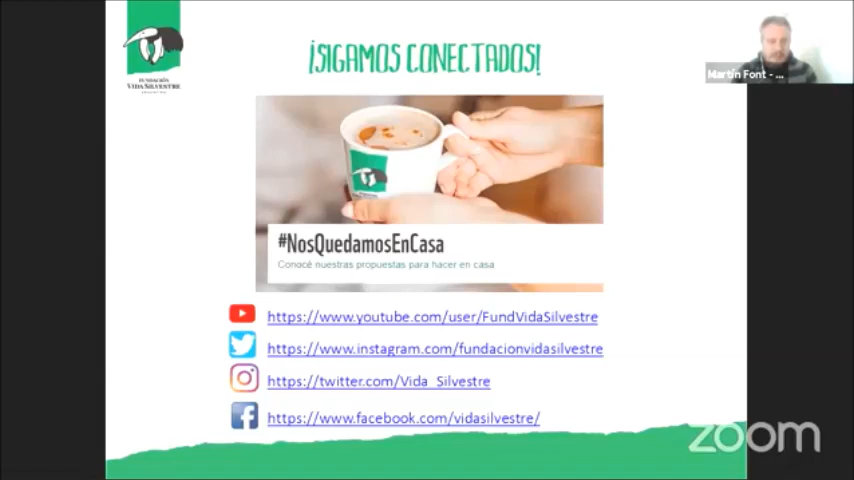 FUNDACIÓN
VIDA SILVESTRE
¡SIGAMOS CONECTADOS!
Martín Font - ...
#NosQuedamosEnCasa
Conocé nuestras propuestas para hacer en casa
https://www.youtube.com/user/FundVidaSilvestre
https://www.instagram.com/fundacionvidasilvestre
https://twitter.com/Vida_Silvestre
https://www.facebook.com/vidasilvestre/
zoom